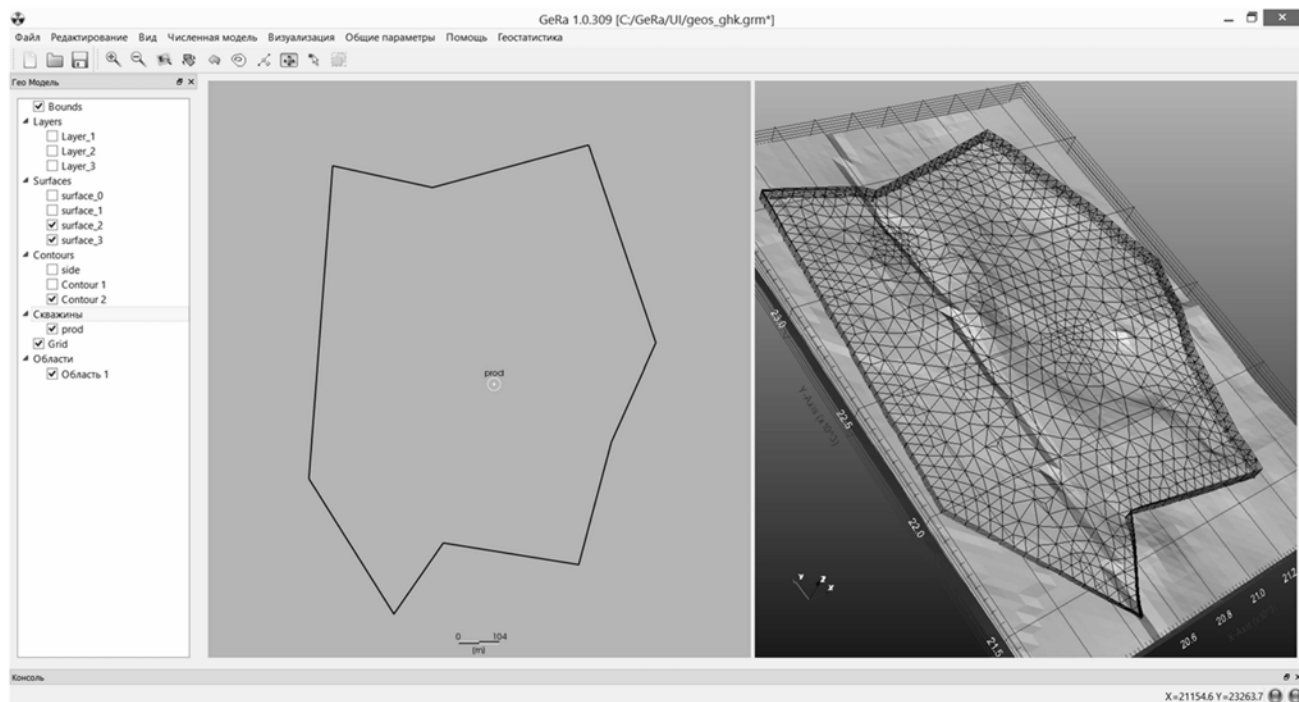 GeRa 1.0.309 [C:/GeRa/UI/geos_ghk.grm*]
Файл Редактирование Вид Численная модель Визуализация Общие параметры Помощь Геостатистика
Гео Модель
Bounds
Layers
Layer_1
Layer_2
Layer_3
Surfaces
surface_0
surface_1
surface_2
surface_3
Contours
side
Contour 1
Contour 2
Скважины
prod
Grid
Области
Область 1
prod
0 104
(m)
23.0
Y-Axis (x 10^3)
22.5
22.0
21.5
20.6
20.8
21.0
21.2
Y
Z
X
Консоль
X=21154.6 Y=23263.7